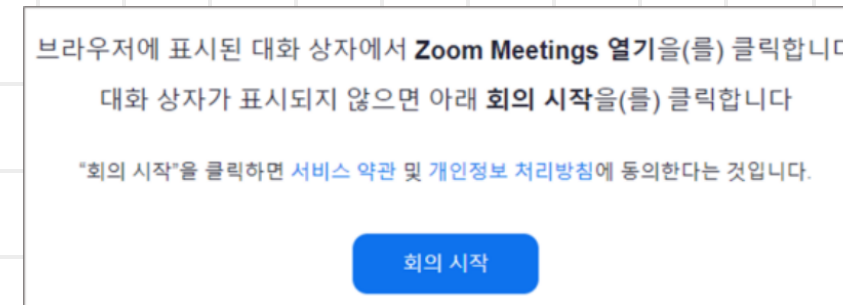 브라우저에 표시된 대화 상자에서 Zoom Meetings 열기을(를) 클릭합니다
대화 상자가 표시되지 않으면 아래 회의 시작을(를) 클릭합니다
“회의 시작”을 클릭하면 서비스 약관 및 개인정보 처리방침에 동의한다는 것입니다.
회의 시작